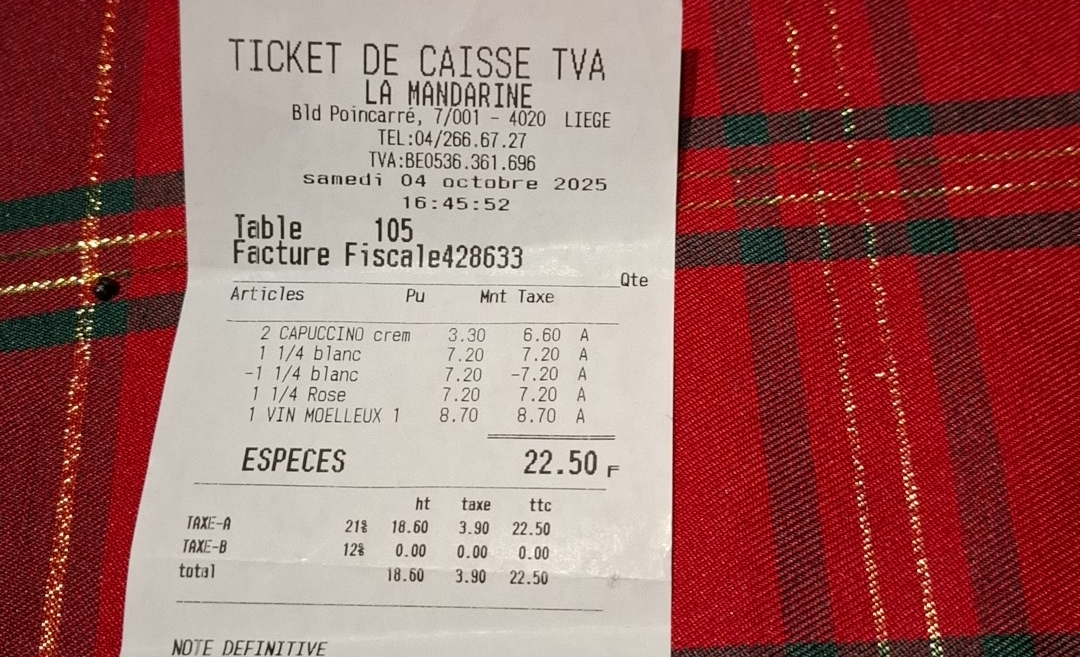 TICKET DE CAISSE TVA
LA MANDARINE
Bld Poincarré, 7/001 - 4020 LIEGE
TEL:04/266.67.27
TVA:BE0536.361.696
samedi 04 octobre 2025
16:45:52
Table 105
Facture Fiscale428633
Qte
Articles Pu Mnt Taxe
2 CAPUCCINO crem 3.30 6.60 A
1 1/4 blanc 7.20 7.20 A
-1 1/4 blanc 7.20 -7.20 A
1 1/4 Rose 7.20 7.20 A
1 VIN MOELLEUX 1 8.70 8.70 A
ESPECES 22.50 F
ht taxe ttc
TAXE-A 21% 18.60 3.90 22.50
TAXE-B 12% 0.00 0.00 0.00
total 18.60 3.90 22.50
NOTE DEFINITIVE